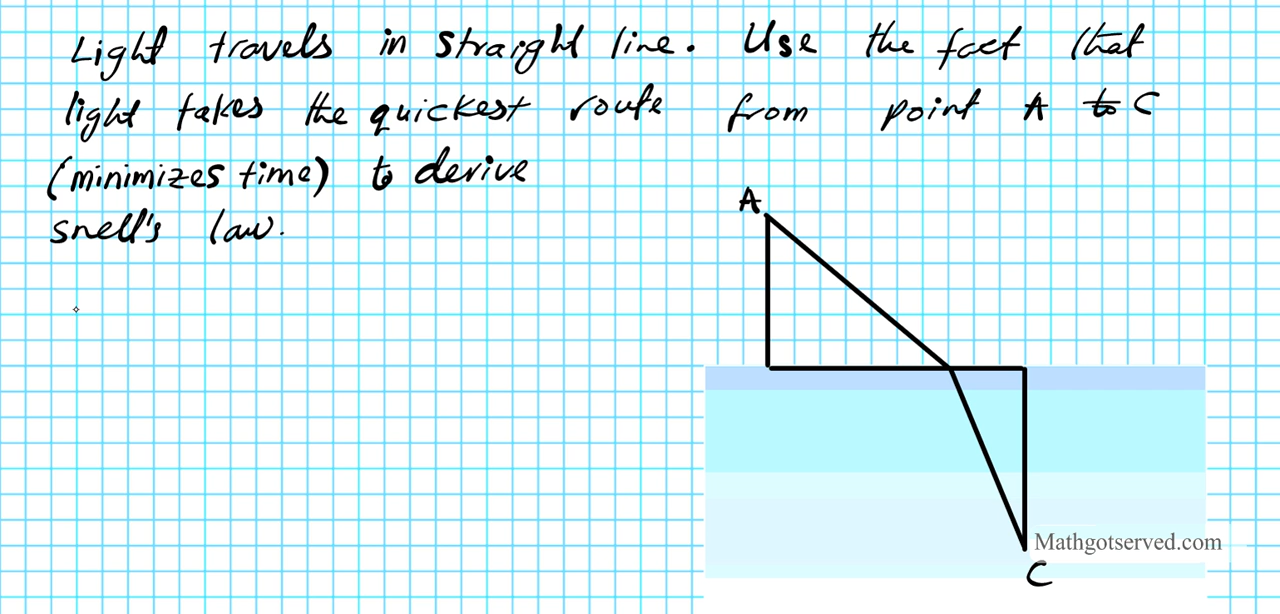 Light travels in straight line. Use the fact that
light takes the quickest route from point A to C
(minimizes time) to derive
snell's law.
A
Mathgotserved.com
C